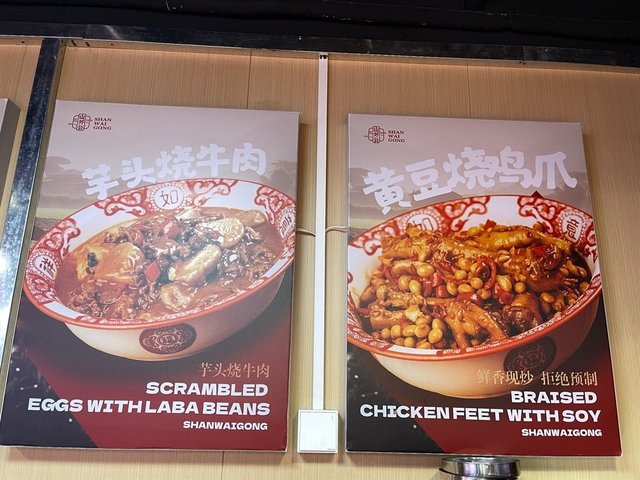 SHAN
WAI
GONG
芋头烧牛肉
如
芋头烧牛肉
SCRAMBLED
EGGS WITH LABA BEANS
SHANWAIGONG
SHAN
WAI
GONG
黄豆烧鸡爪
如
鲜香现炒 拒绝预制
BRAISED
CHICKEN FEET WITH SOY
SHANWAIGONG